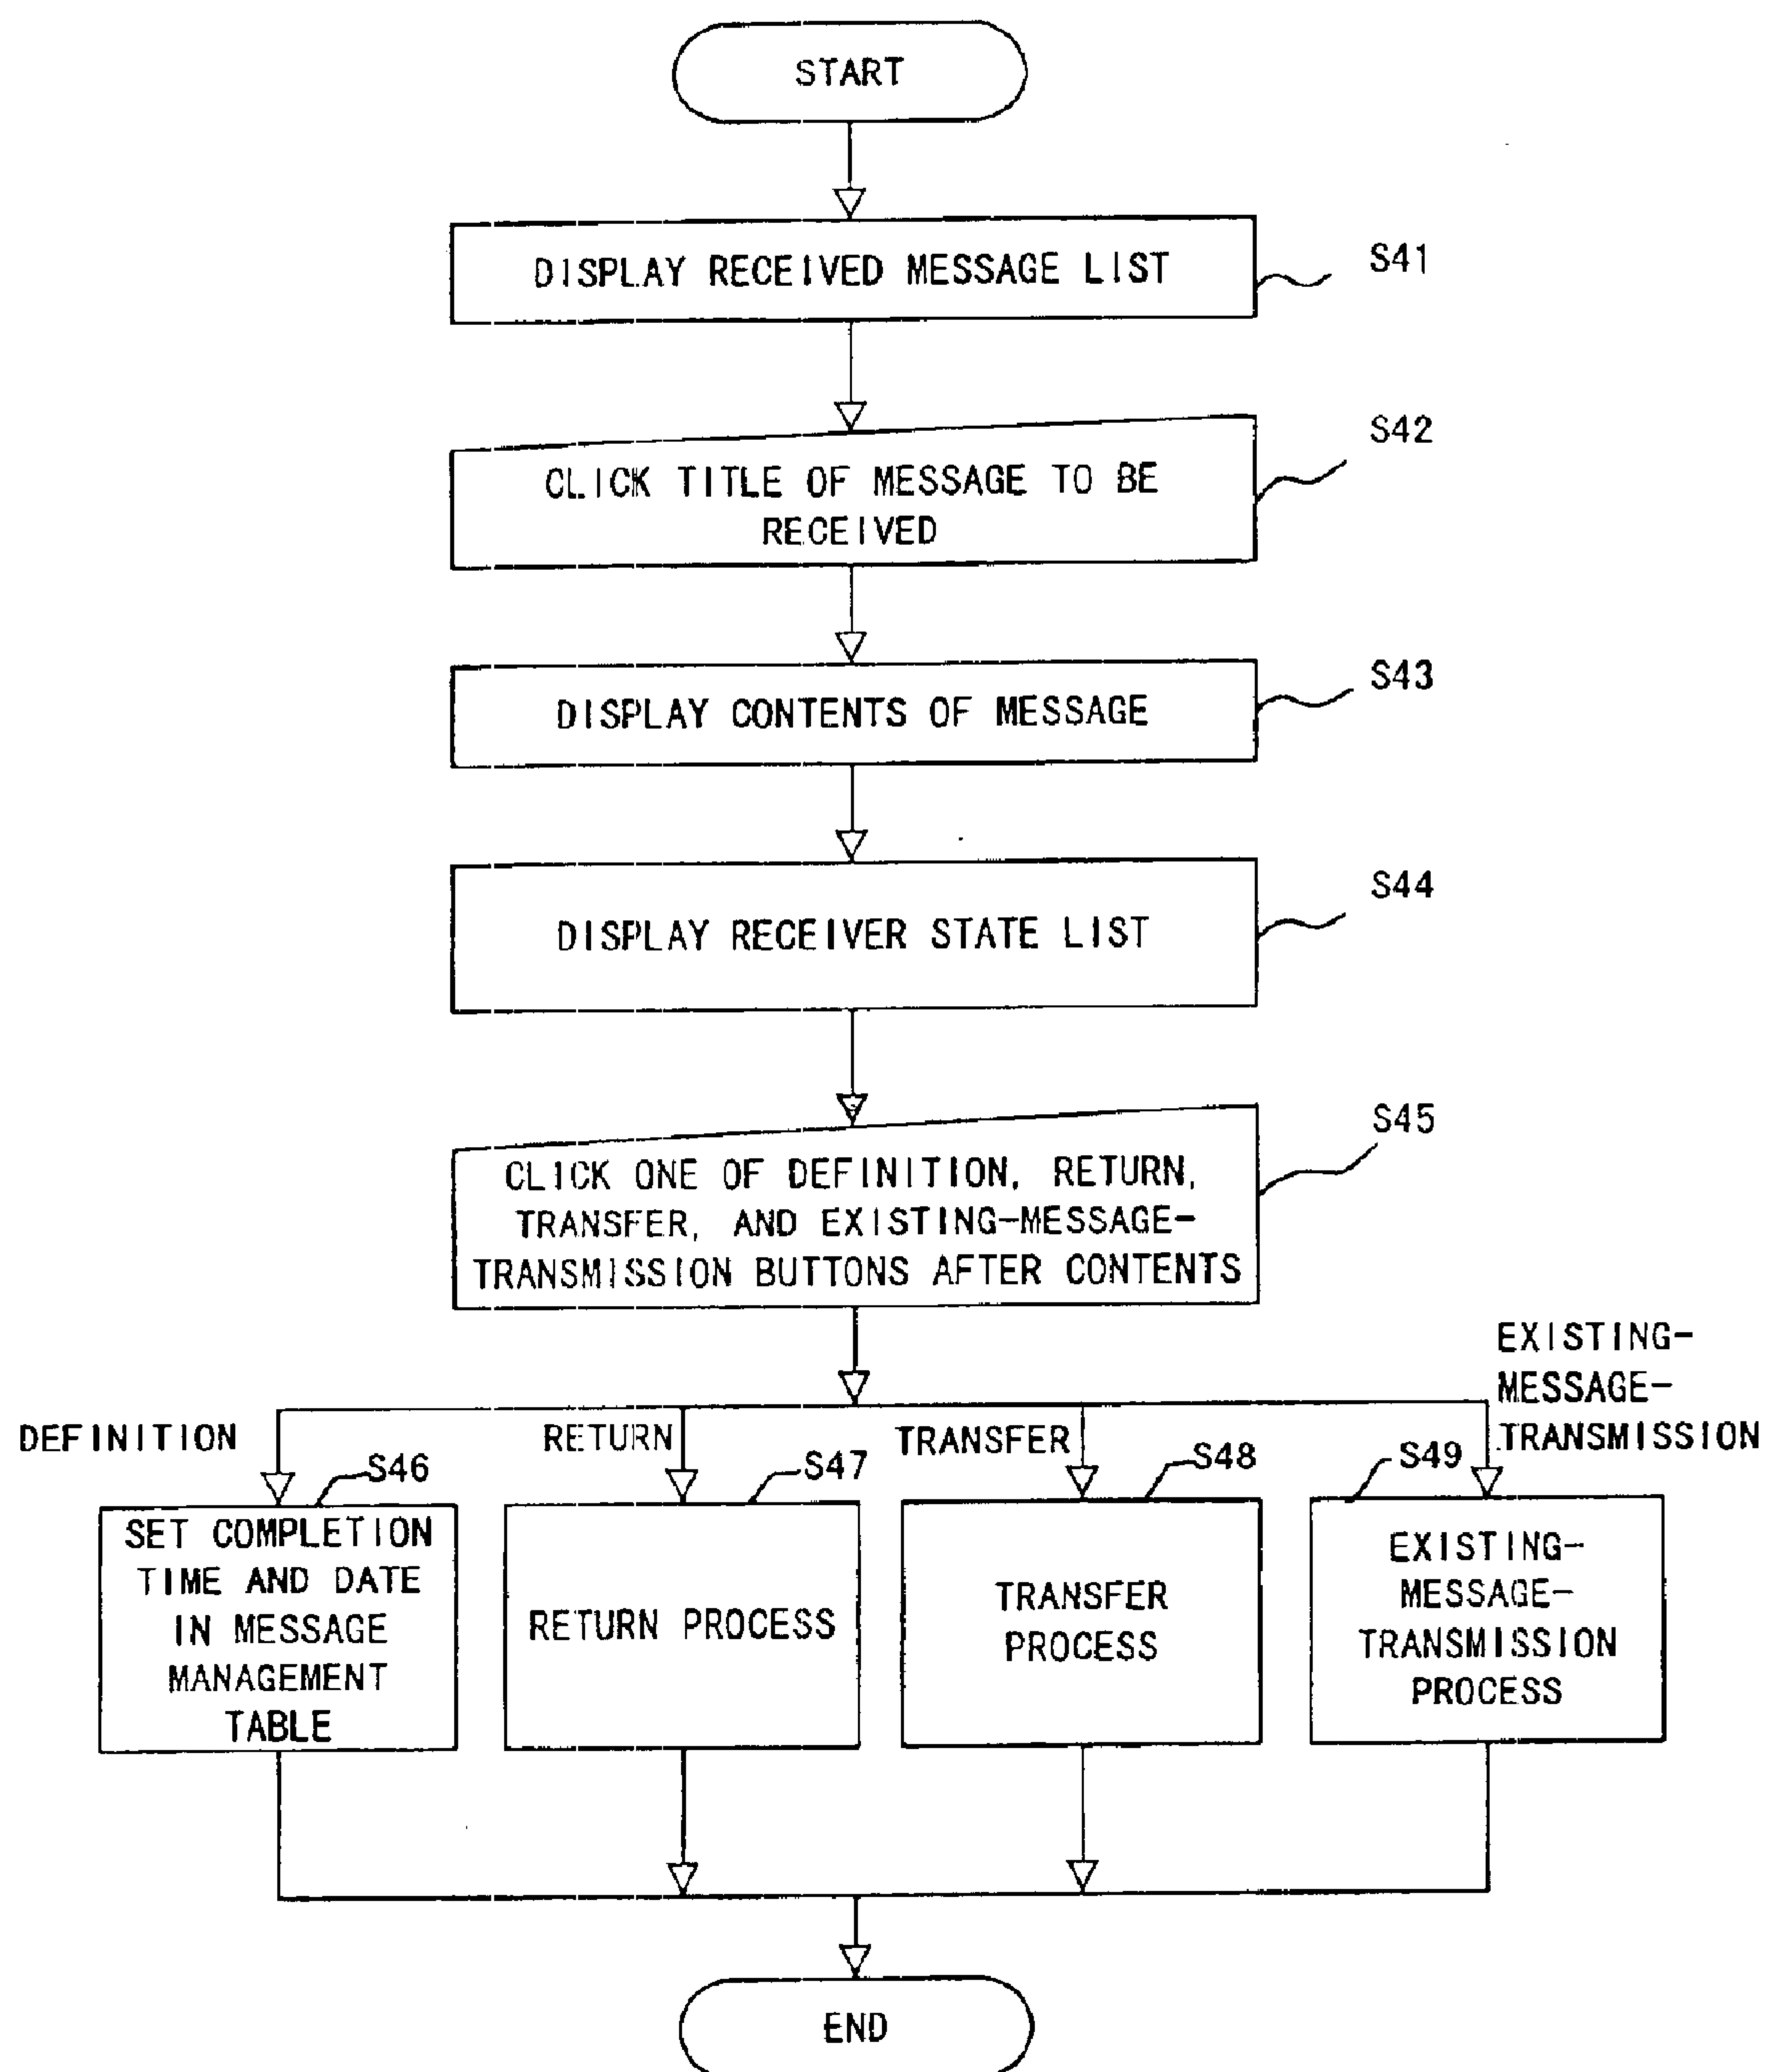 START
DISPLAY RECEIVED MESSAGE LIST
S41
CLICK TITLE OF MESSAGE TO BE
RECEIVED
S42
DISPLAY CONTENTS OF MESSAGE
S43
DISPLAY RECEIVER STATE LIST
S44
CLICK ONE OF DEFINITION, RETURN,
TRANSFER, AND EXISTING-MESSAGE-
TRANSMISSION BUTTONS AFTER CONTENTS
S45
DEFINITION
RETURN
TRANSFER
EXISTING-
MESSAGE-
TRANSMISSION
S46
SET COMPLETION
TIME AND DATE
IN MESSAGE
MANAGEMENT
TABLE
S47
RETURN PROCESS
S48
TRANSFER
PROCESS
S49
EXISTING-
MESSAGE-
TRANSMISSION
PROCESS
END